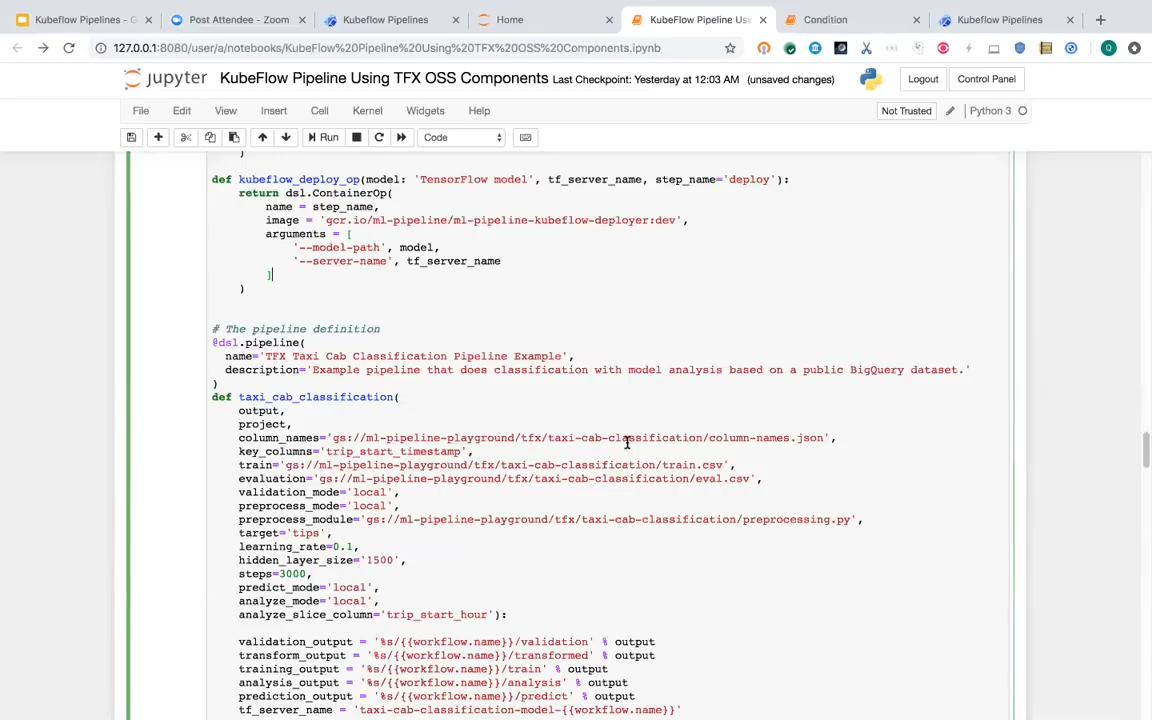 Kubeflow Pipelines - G
Post Attendee - Zoom
Kubeflow Pipelines
Home
KubeFlow Pipeline Usi
Condition
Kubeflow Pipelines
127.0.0.1:8080/user/a/notebooks/KubeFlow%20Pipeline%20Using%20TFX%20OSS%20Components.ipynb
Q
jupyter KubeFlow Pipeline Using TFX OSS Components Last Checkpoint: Yesterday at 12:03 AM (unsaved changes)
Logout
Control Panel
File Edit View Insert Cell Kernel Widgets Help
Not Trusted
Python 3
Run
Code
)
def kubeflow_deploy_op(model: 'TensorFlow model', tf_server_name, step_name='deploy'):
return dsl.ContainerOp(
name = step_name,
image = 'gcr.io/ml-pipeline/ml-pipeline-kubeflow-deployer:dev',
arguments = [
'--model-path', model,
'--server-name', tf_server_name
]
)
# The pipeline definition
@dsl.pipeline(
name='TFX Taxi Cab Classification Pipeline Example',
description='Example pipeline that does classification with model analysis based on a public BigQuery dataset.'
)
def taxi_cab_classification(
output,
project,
column_names='gs://ml-pipeline-playground/tfx/taxi-cab-classification/column-names.json',
key_columns='trip_start_timestamp',
train='gs://ml-pipeline-playground/tfx/taxi-cab-classification/train.csv',
evaluation='gs://ml-pipeline-playground/tfx/taxi-cab-classification/eval.csv',
validation_mode='local',
preprocess_mode='local',
preprocess_module='gs://ml-pipeline-playground/tfx/taxi-cab-classification/preprocessing.py',
target='tips',
learning_rate=0.1,
hidden_layer_size='1500',
steps=3000,
predict_mode='local',
analyze_mode='local',
analyze_slice_column='trip_start_hour'):
validation_output = '%s/{{workflow.name}}/validation' % output
transform_output = '%s/{{workflow.name}}/transformed' % output
training_output = '%s/{{workflow.name}}/train' % output
analysis_output = '%s/{{workflow.name}}/analysis' % output
prediction_output = '%s/{{workflow.name}}/predict' % output
tf_server_name = 'taxi-cab-classification-model-{{workflow.name}}'